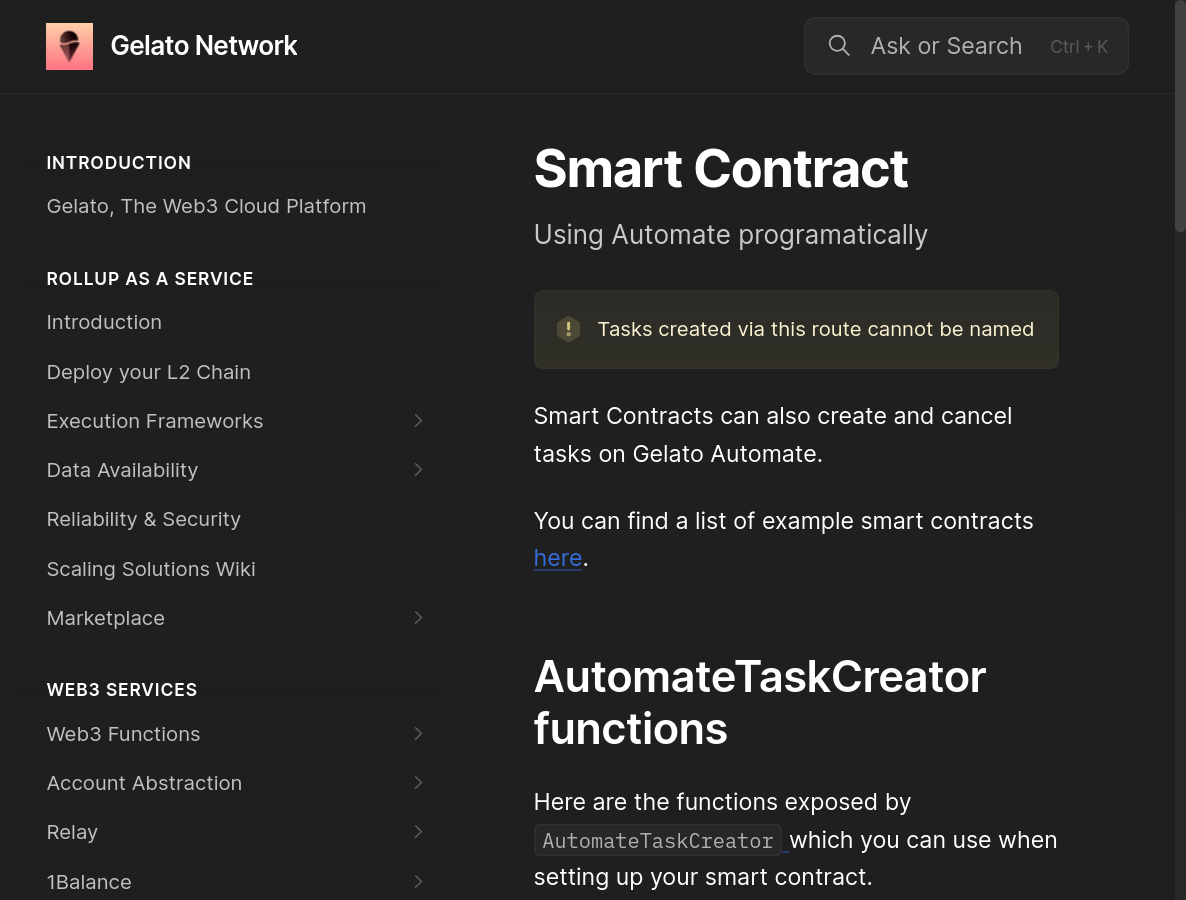 Gelato Network
Ask or Search Ctrl + K
INTRODUCTION
Gelato, The Web3 Cloud Platform
ROLLUP AS A SERVICE
Introduction
Deploy your L2 Chain
Execution Frameworks
Data Availability
Reliability & Security
Scaling Solutions Wiki
Marketplace
WEB3 SERVICES
Web3 Functions
Account Abstraction
Relay
1Balance
Smart Contract
Using Automate programatically
Tasks created via this route cannot be named
Smart Contracts can also create and cancel
tasks on Gelato Automate.
You can find a list of example smart contracts
here.
AutomateTaskCreator
functions
Here are the functions exposed by
AutomateTaskCreator which you can use when
setting up your smart contract.